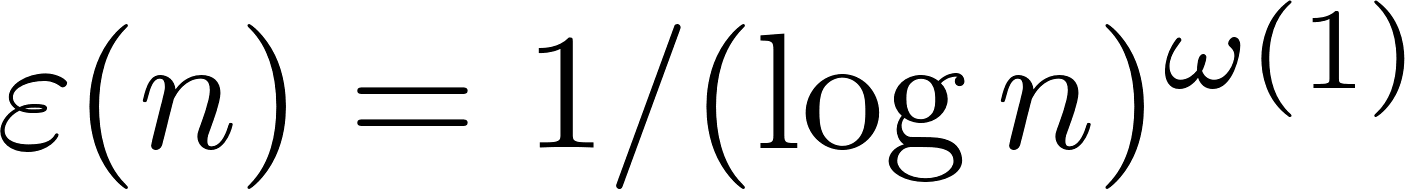 ε(n) = 1/(log n)^{ω(1)}